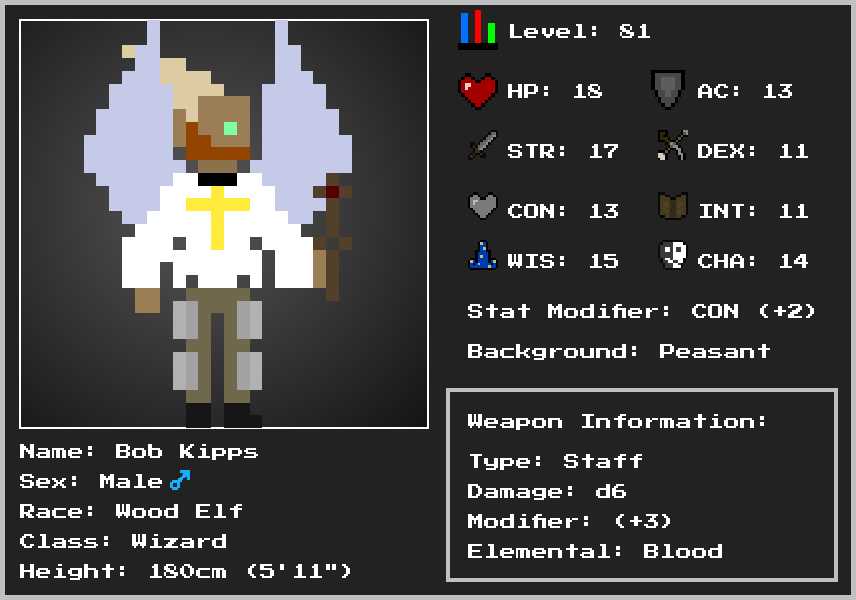 Level: 81
HP: 18 AC: 13
STR: 17 DEX: 11
CON: 13 INT: 11
WIS: 15 CHA: 14
Stat Modifier: CON (+2)
Background: Peasant
Weapon Information:
Type: Staff
Damage: d6
Modifier: (+3)
Elemental: Blood
Name: Bob Kipps
Sex: Male ♂
Race: Wood Elf
Class: Wizard
Height: 180cm (5'11")